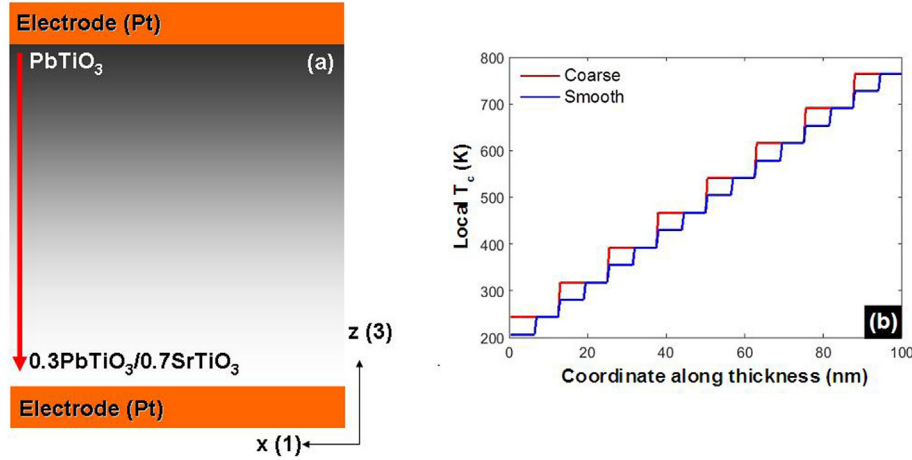 Electrode (Pt)
PbTiO₃
(a)
0.3PbTiO₃/0.7SrTiO₃
z (3)
Electrode (Pt)
x (1)
800
700
600
500
400
300
200
Local T_c (K)
Coarse
Smooth
(b)
0 20 40 60 80 100
Coordinate along thickness (nm)